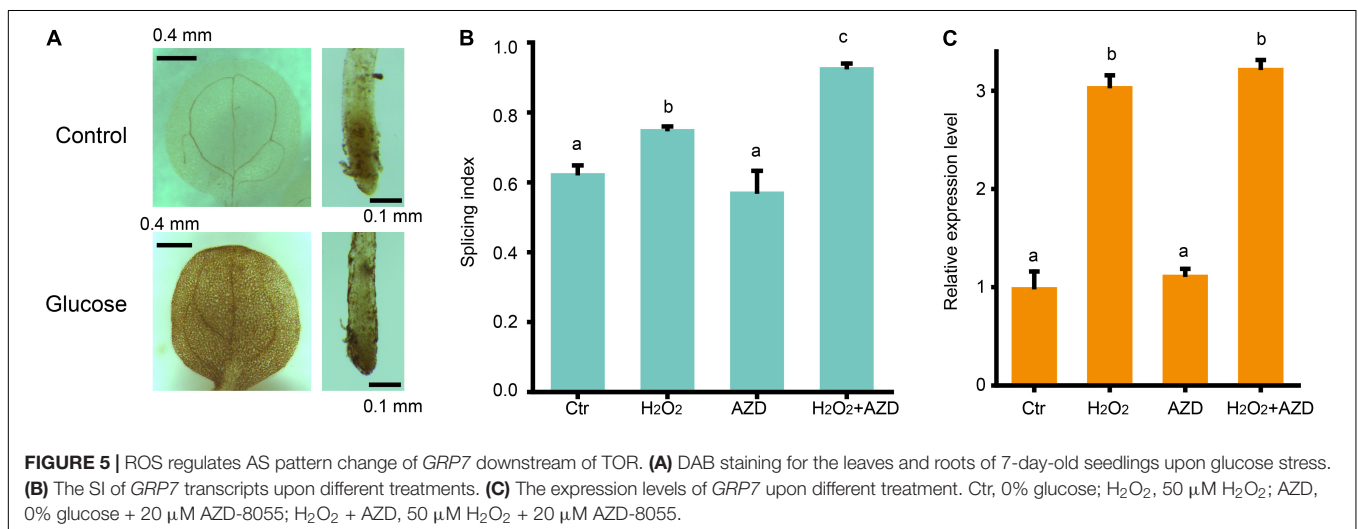 A
0.4 mm
Control
0.1 mm
0.4 mm
Glucose
0.1 mm
B
Splicing index
1.0
0.8
0.6
0.4
0.2
0.0
a
b
a
c
Ctr H2O2 AZD H2O2+AZD
C
Relative expression level
3
2
1
0
a
b
a
b
Ctr H2O2 AZD H2O2+AZD
FIGURE 5 | ROS regulates AS pattern change of GRP7 downstream of TOR. (A) DAB staining for the leaves and roots of 7-day-old seedlings upon glucose stress.
(B) The SI of GRP7 transcripts upon different treatments. (C) The expression levels of GRP7 upon different treatment. Ctr, 0% glucose; H2O2, 50 μM H2O2; AZD,
0% glucose + 20 μM AZD-8055; H2O2 + AZD, 50 μM H2O2 + 20 μM AZD-8055.